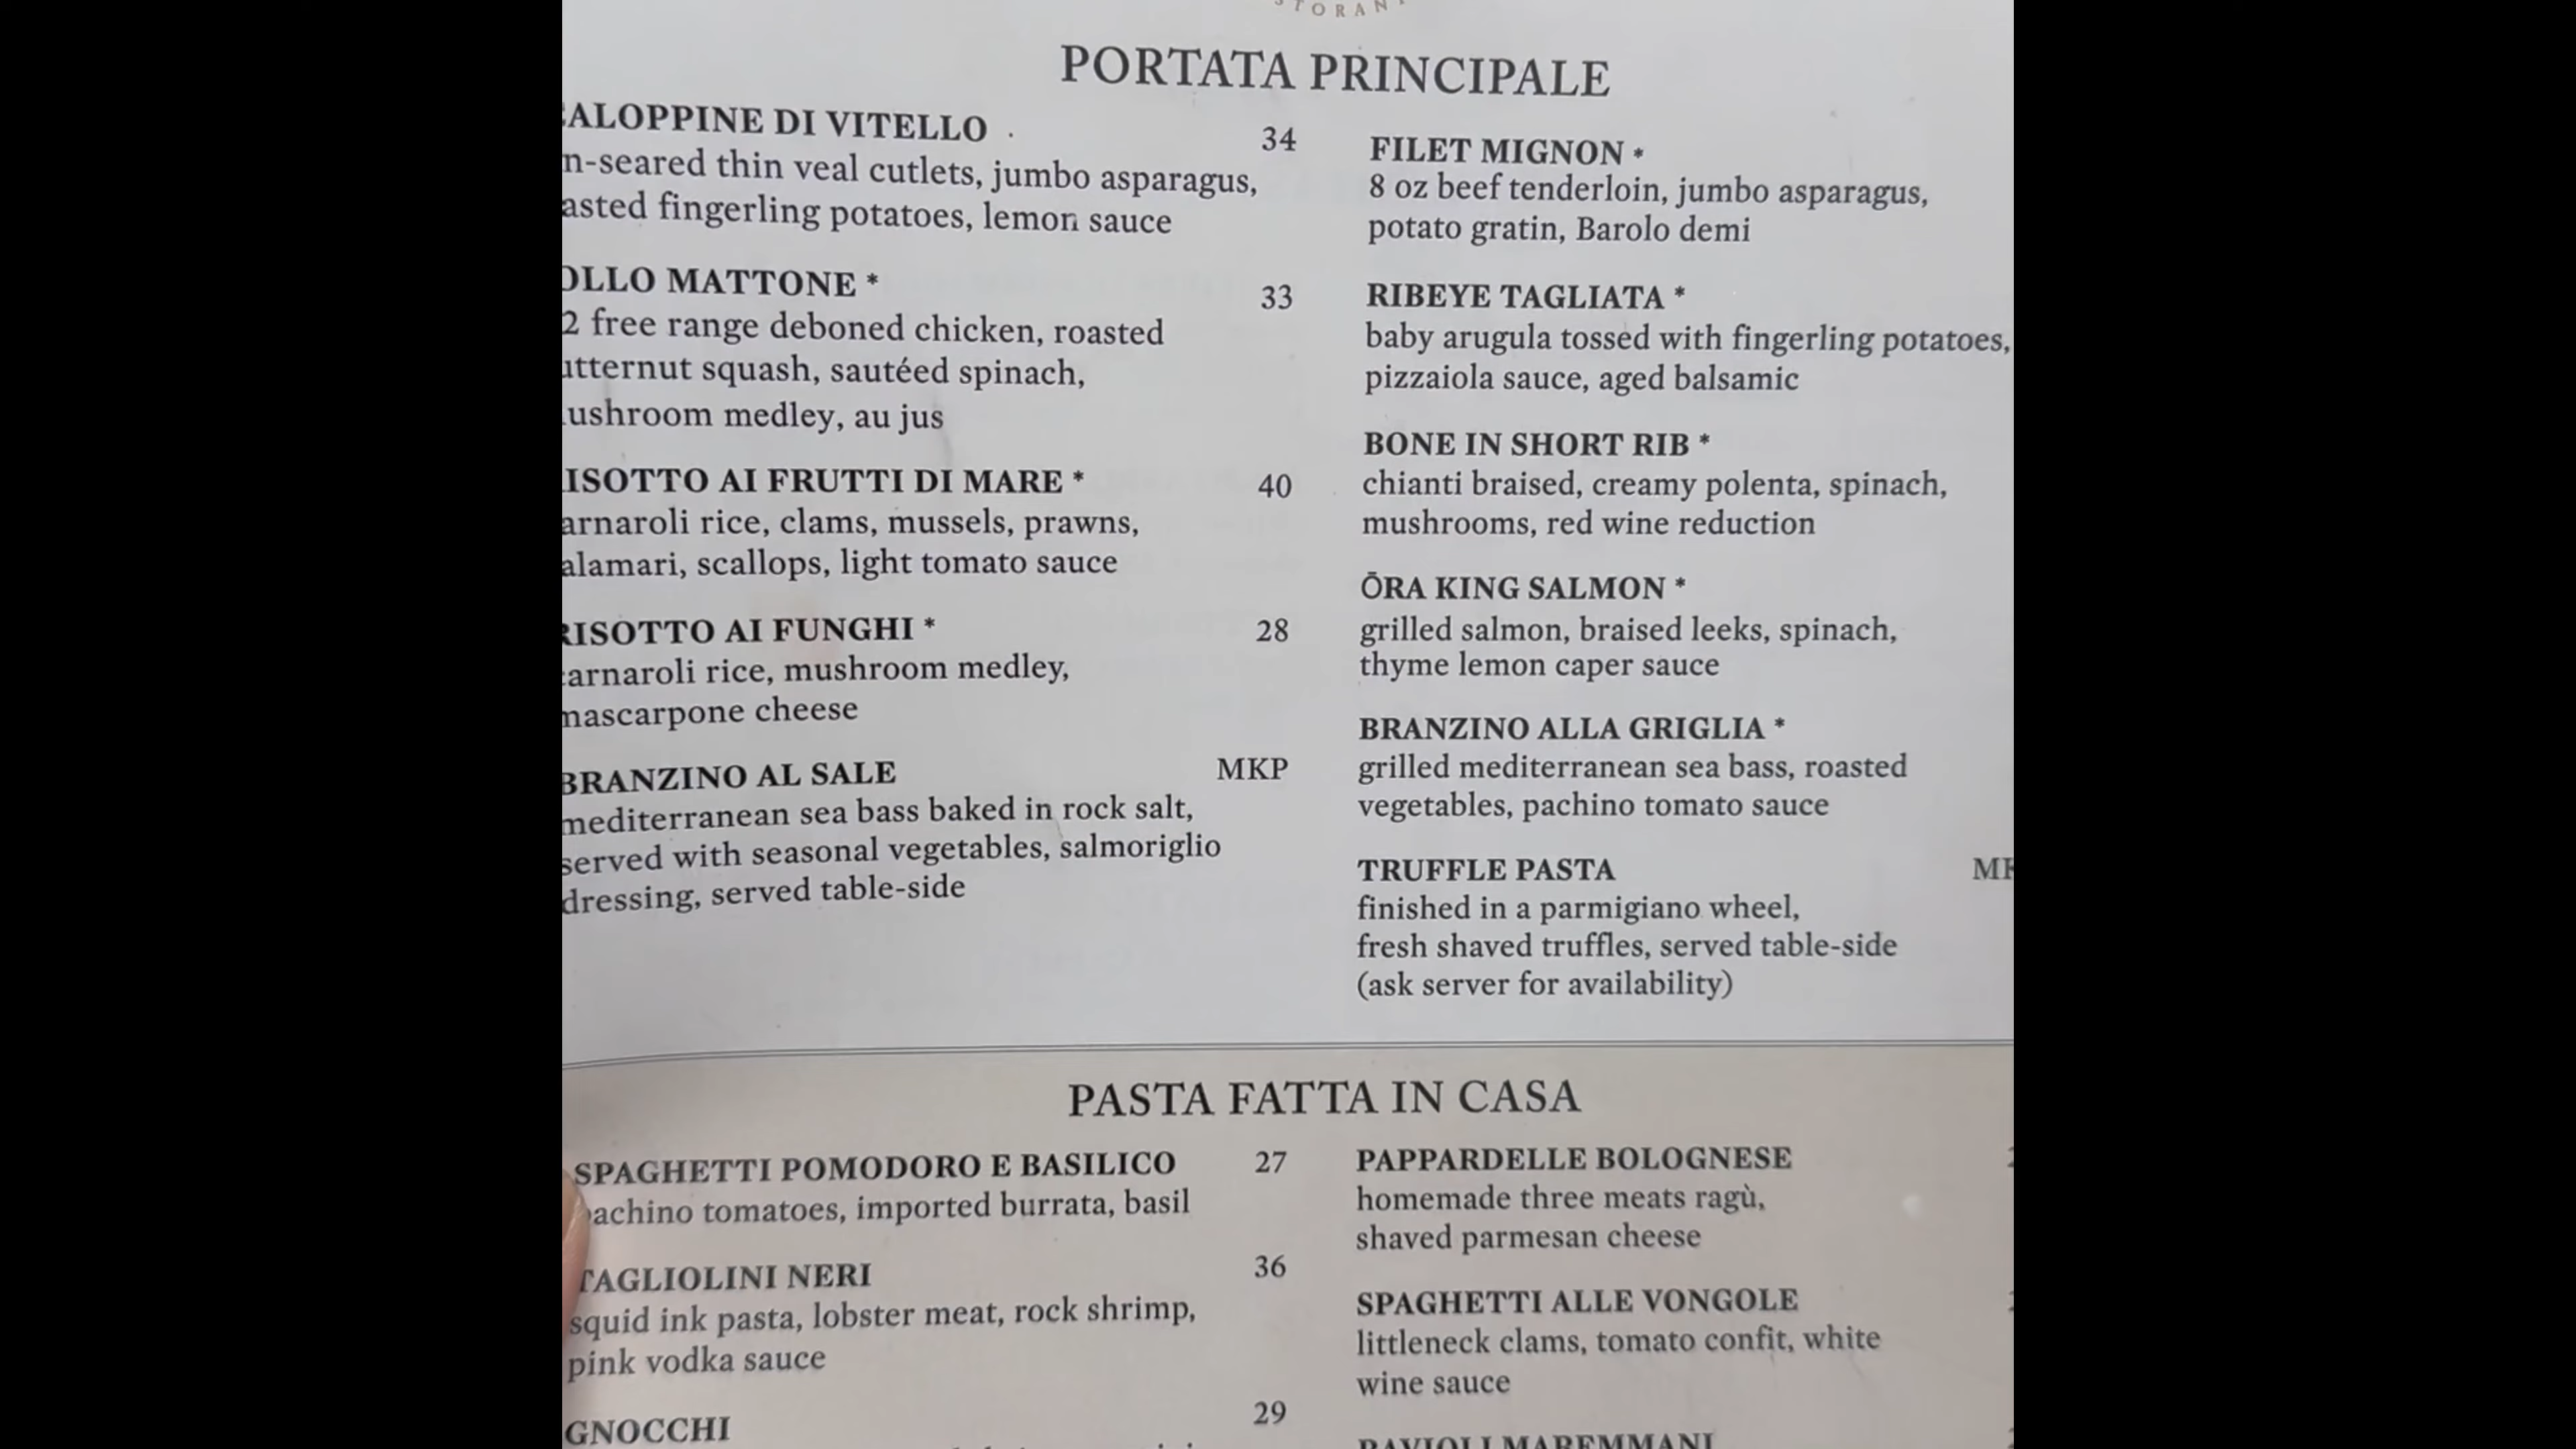 PORTATA PRINCIPALE
ALOPPINE DI VITELLO 34
n-seared thin veal cutlets, jumbo asparagus,
asted fingerling potatoes, lemon sauce
OLLO MATTONE * 33
2 free range deboned chicken, roasted
utternut squash, sautéed spinach,
ushroom medley, au jus
ISOTTO AI FRUTTI DI MARE * 40
arnaroli rice, clams, mussels, prawns,
alamari, scallops, light tomato sauce
RISOTTO AI FUNGHI * 28
arnaroli rice, mushroom medley,
mascarpone cheese
BRANZINO AL SALE MKP
mediterranean sea bass baked in rock salt,
served with seasonal vegetables, salmoriglio
dressing, served table-side
FILET MIGNON *
8 oz beef tenderloin, jumbo asparagus,
potato gratin, Barolo demi
RIBEYE TAGLIATA *
baby arugula tossed with fingerling potatoes,
pizzaiola sauce, aged balsamic
BONE IN SHORT RIB *
chianti braised, creamy polenta, spinach,
mushrooms, red wine reduction
ŌRA KING SALMON *
grilled salmon, braised leeks, spinach,
thyme lemon caper sauce
BRANZINO ALLA GRIGLIA *
grilled mediterranean sea bass, roasted
vegetables, pachino tomato sauce
TRUFFLE PASTA
finished in a parmigiano wheel,
fresh shaved truffles, served table-side
(ask server for availability)
PASTA FATTA IN CASA
SPAGHETTI POMODORO E BASILICO 27
achino tomatoes, imported burrata, basil
TAGLIOLINI NERI 36
squid ink pasta, lobster meat, rock shrimp,
pink vodka sauce
GNOCCHI 29
PAPPARDELLE BOLOGNESE
homemade three meats ragù,
shaved parmesan cheese
SPAGHETTI ALLE VONGOLE
littleneck clams, tomato confit, white
wine sauce
RAVIOLI MAREMMANI